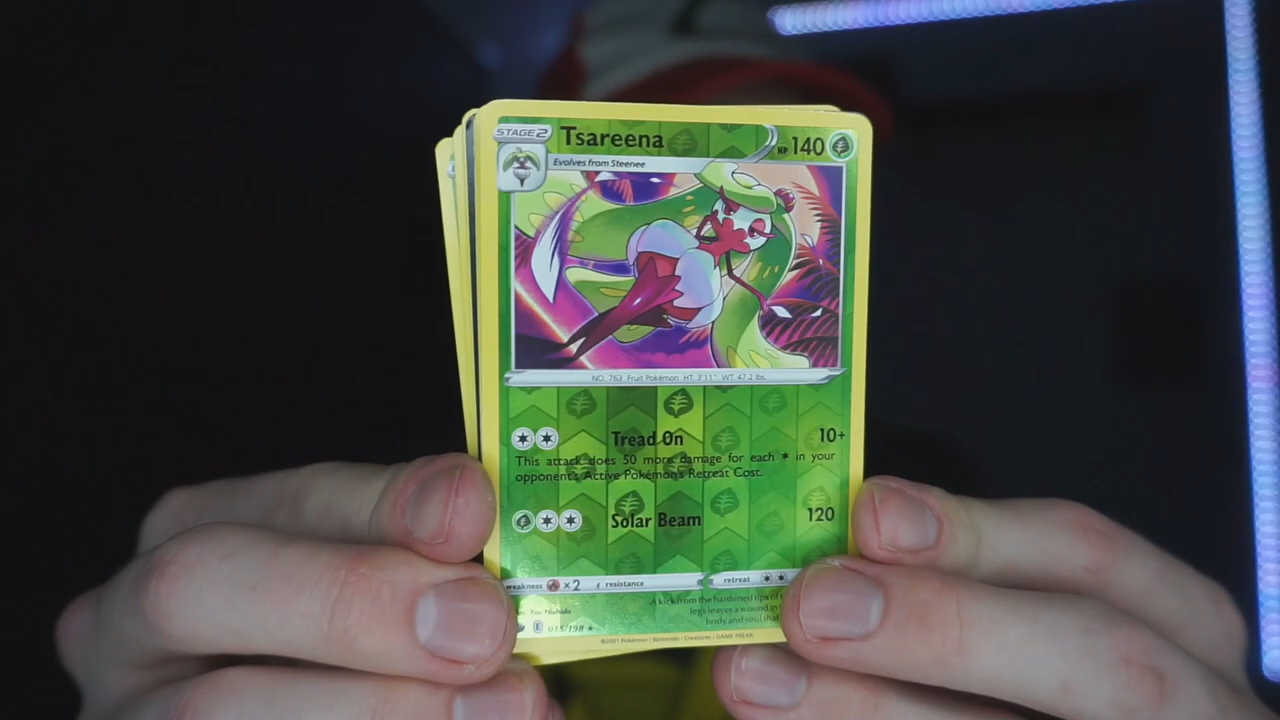 STAGE 2
Tsareena
HP 140
Evolves from Steenee
NO. 763 Fruit Pokémon HT: 3'11" WT: 47.2 lbs.
Tread On 10+
This attack does 50 more damage for each in your
opponent's Active Pokémon's Retreat Cost.
Solar Beam 120
weakness ×2 resistance retreat
A kick from the hardened tips of
legs leaves a wound in
body and soul that
E 015/198 ★
©2021 Pokémon / Nintendo / Creatures / GAME FREAK